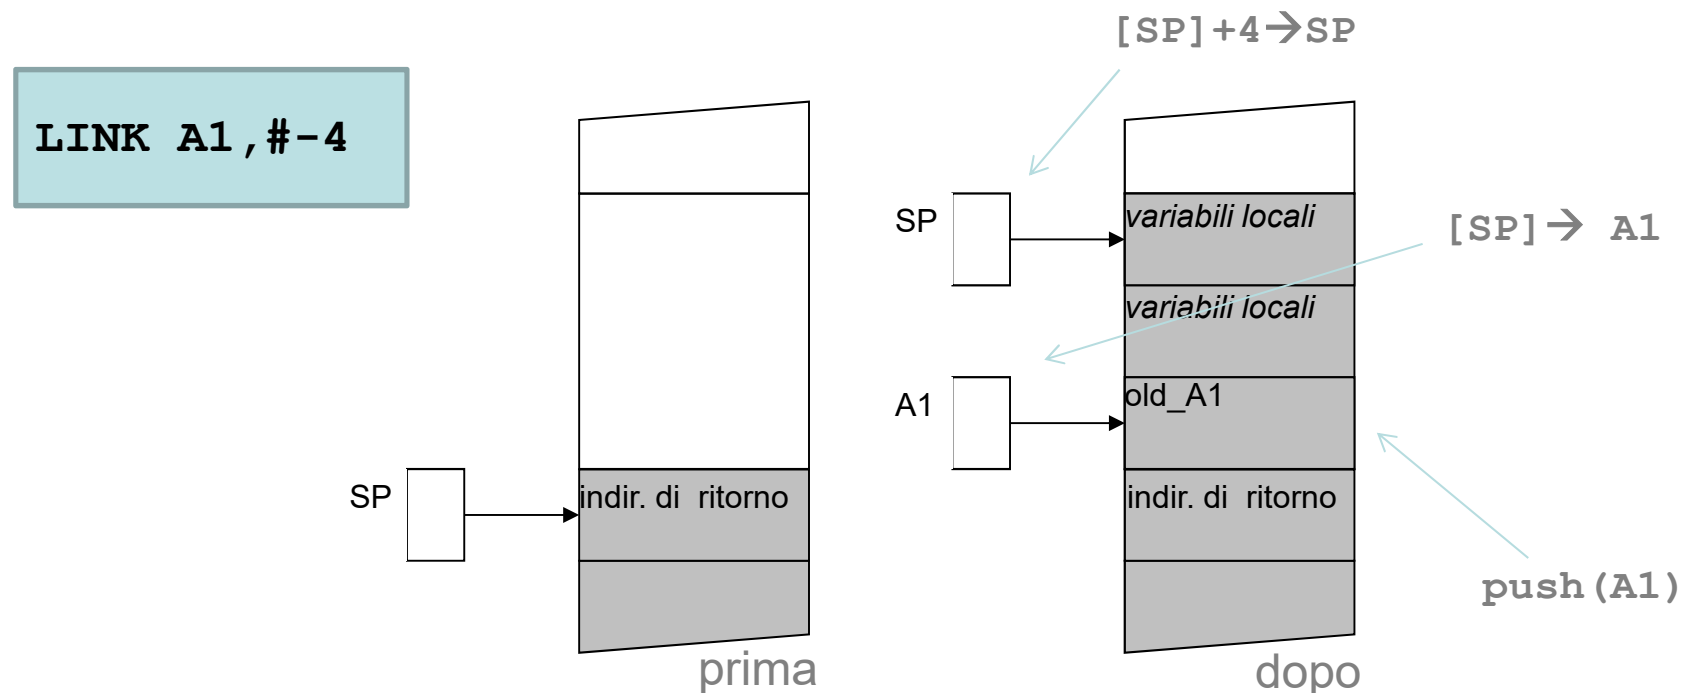 [SP]+4→SP
LINK A1,#-4
SP
variabili locali
[SP]→ A1
variabili locali
A1
old_A1
SP
indir. di ritorno
indir. di ritorno
push(A1)
prima
dopo